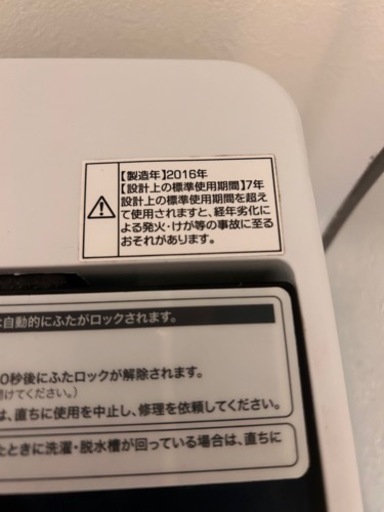 【製造年】2016年
【設計上の標準使用期間】7年
設計上の標準使用期間を超え
て使用されますと、経年劣化に
よる発火・けが等の事故に至る
おそれがあります。
自動的にふたがロックされます。
0秒後にふたロックが解除されます。
けてください。)
は、直ちに使用を中止し、修理を依頼してください。
たときに洗濯・脱水槽が回っている場合は、直ちに